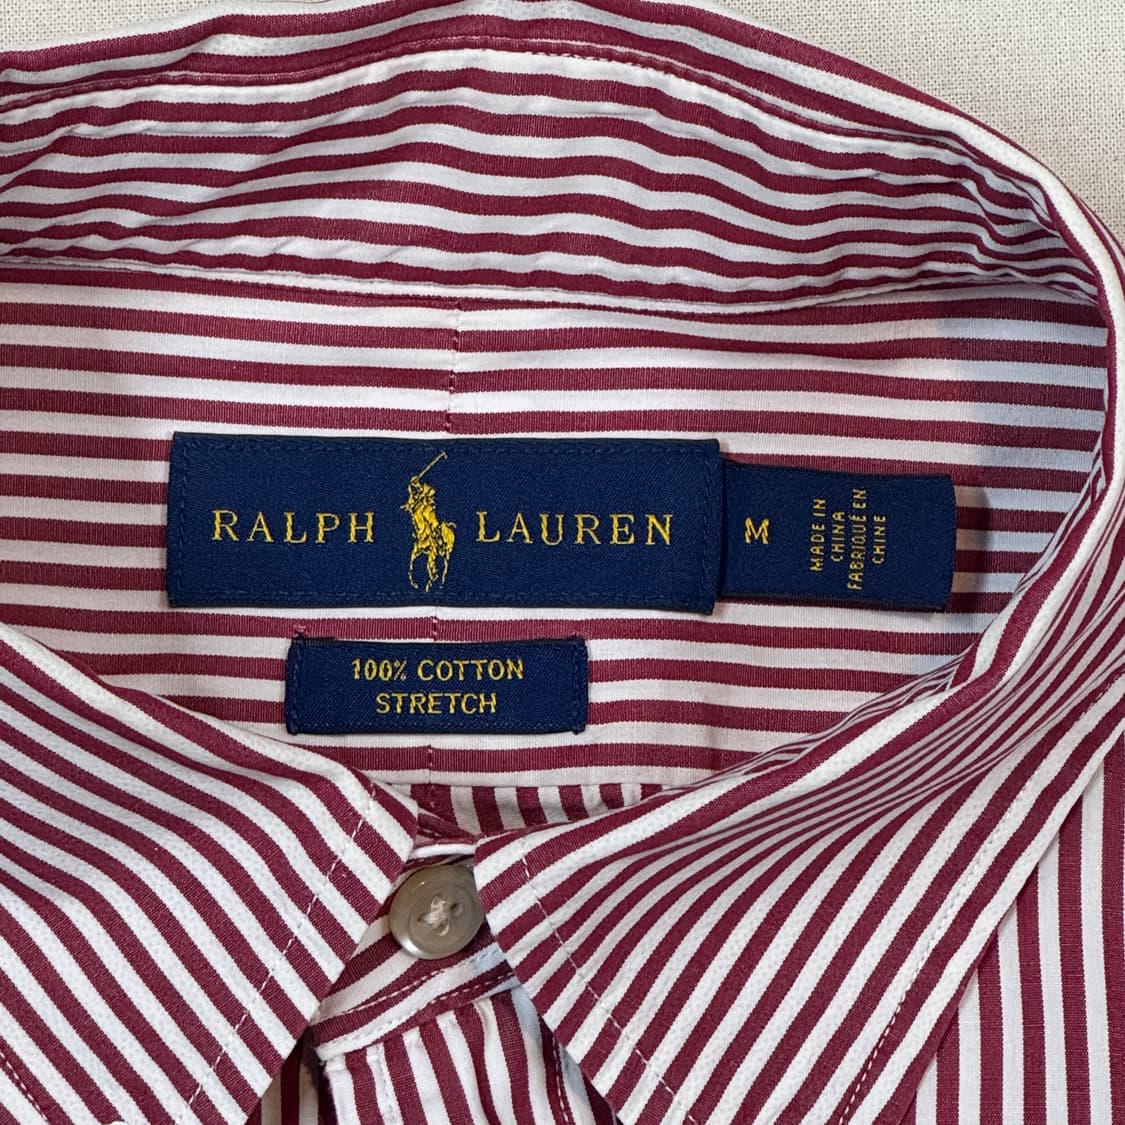 RALPH LAUREN
M
MADE IN
CHINA
FABRIQUÉ EN
CHINE
100% COTTON
STRETCH